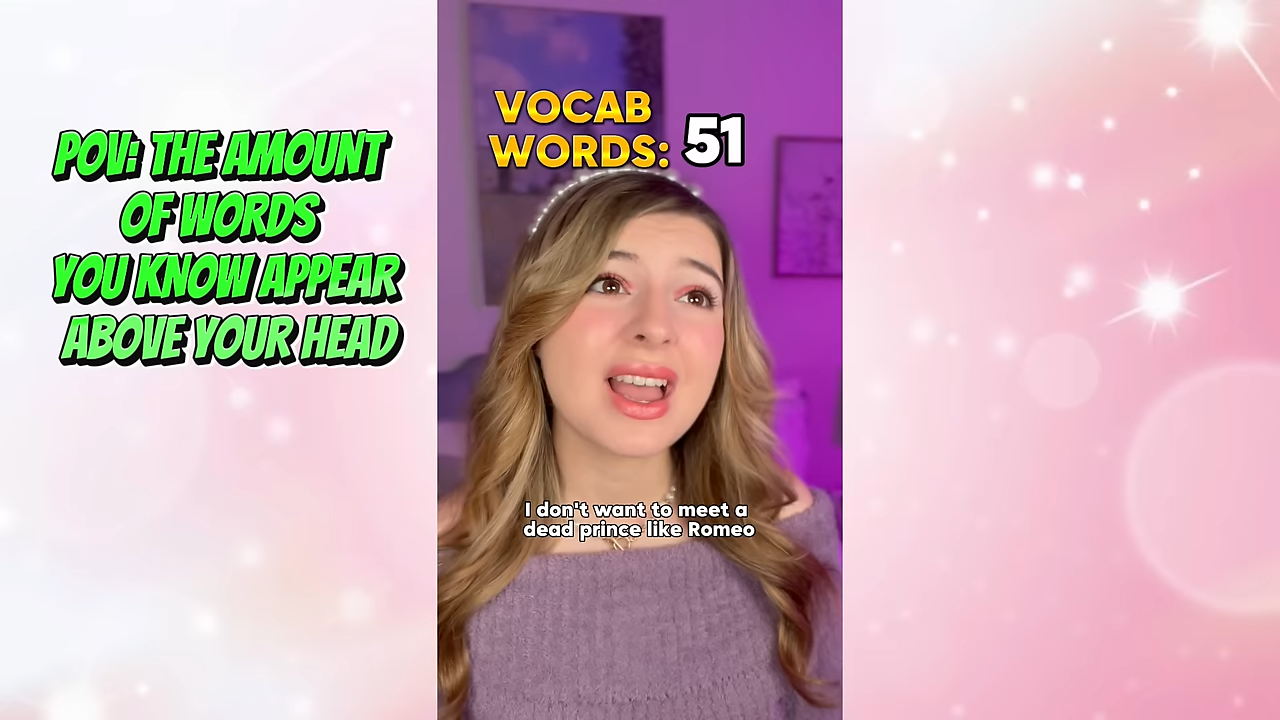 POV: THE AMOUNT
OF WORDS
YOU KNOW APPEAR
ABOVE YOUR HEAD
VOCAB
WORDS: 51
I don't want to meet a
dead prince like Romeo